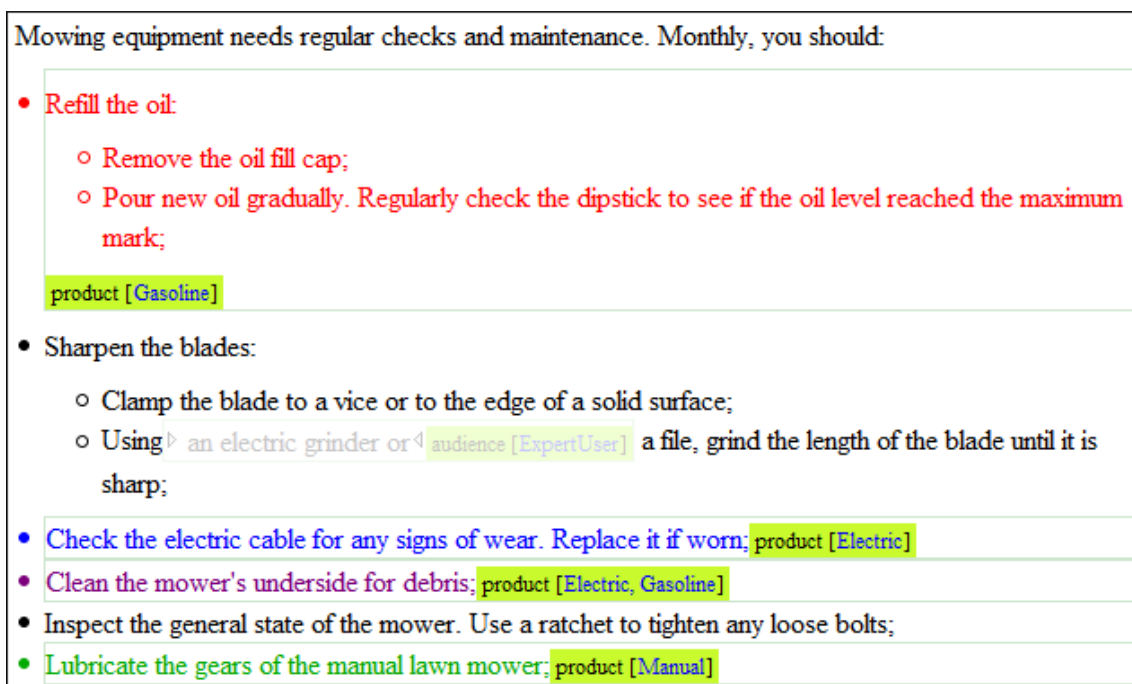 Mowing equipment needs regular checks and maintenance. Monthly, you should:
Refill the oil:
Remove the oil fill cap;
Pour new oil gradually. Regularly check the dipstick to see if the oil level reached the maximum
mark;
product [Gasoline]
Sharpen the blades:
Clamp the blade to a vice or to the edge of a solid surface;
Using an electric grinder or audience [ExpertUser] a file, grind the length of the blade until it is
sharp;
Check the electric cable for any signs of wear. Replace it if worn; product [Electric]
Clean the mower's underside for debris; product [Electric, Gasoline]
Inspect the general state of the mower. Use a ratchet to tighten any loose bolts;
Lubricate the gears of the manual lawn mower; product [Manual]